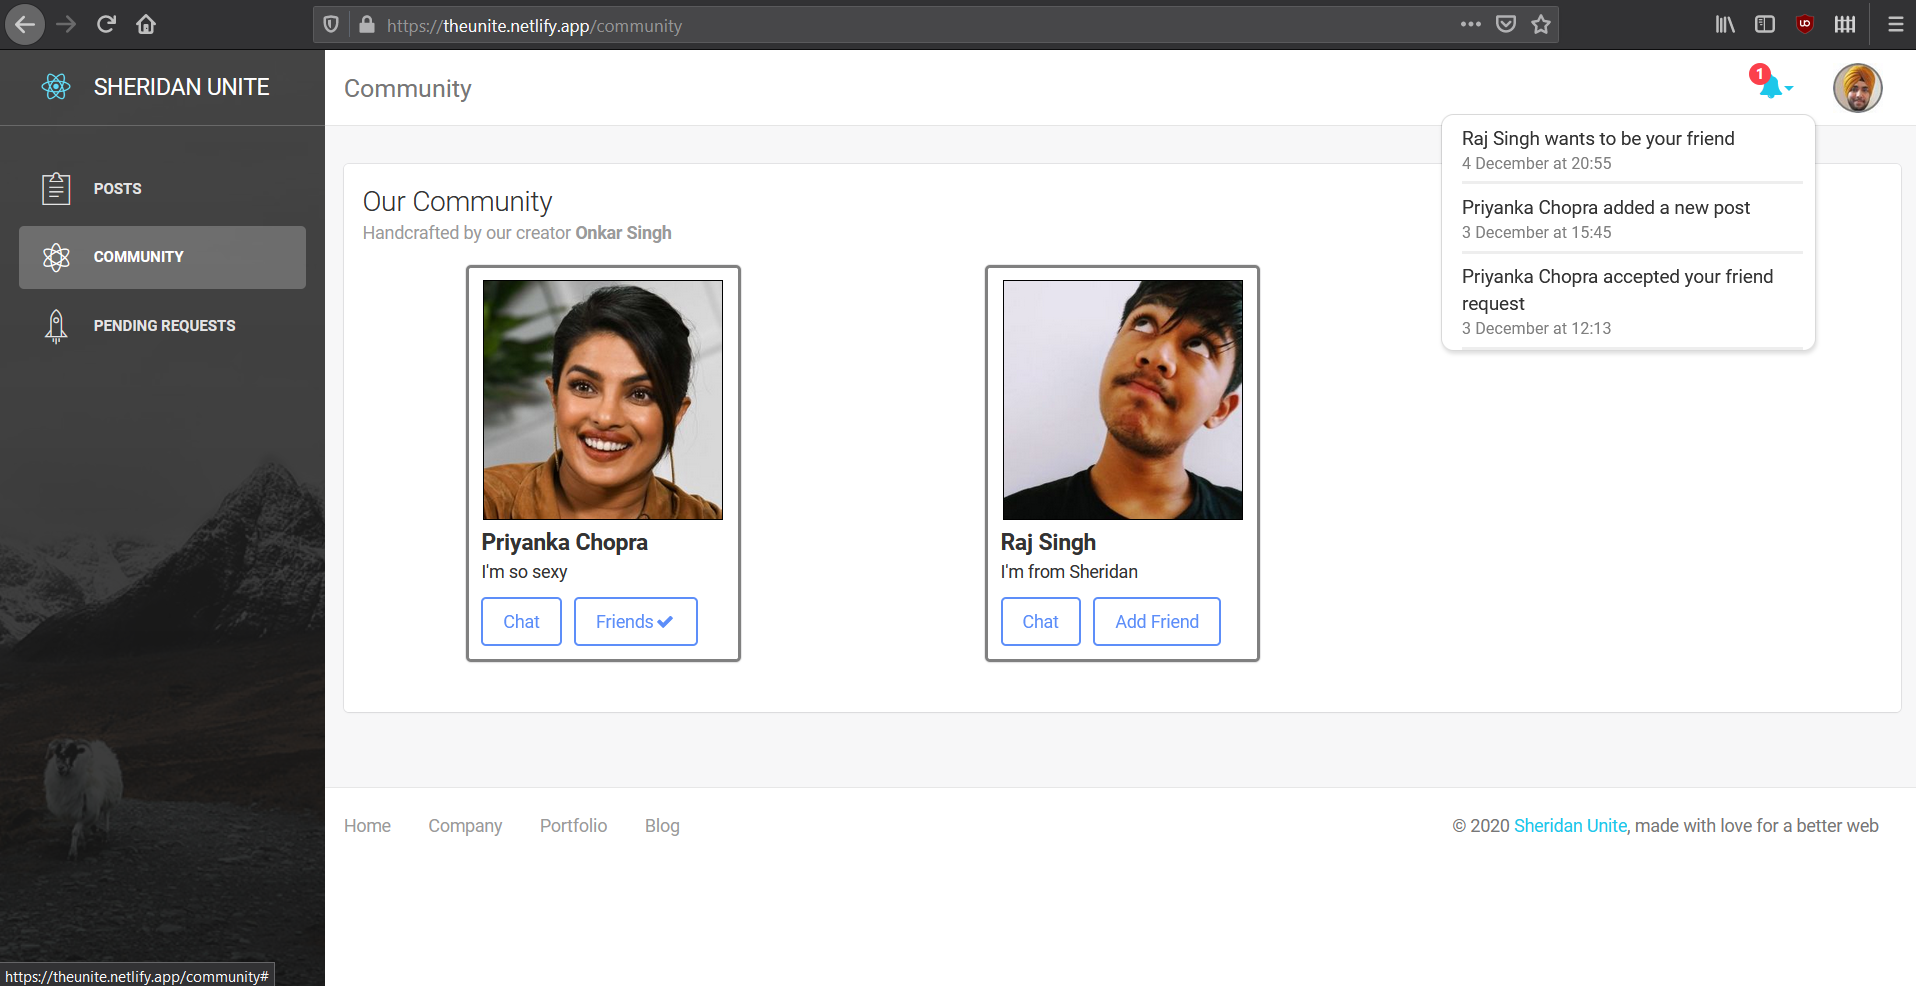 https://theunite.netlify.app/community
SHERIDAN UNITE
POSTS
COMMUNITY
PENDING REQUESTS
Community
1
Raj Singh wants to be your friend
4 December at 20:55
Priyanka Chopra added a new post
3 December at 15:45
Priyanka Chopra accepted your friend
request
3 December at 12:13
Our Community
Handcrafted by our creator Onkar Singh
Priyanka Chopra
I'm so sexy
Chat
Friends
Raj Singh
I'm from Sheridan
Chat
Add Friend
Home
Company
Portfolio
Blog
© 2020 Sheridan Unite, made with love for a better web
https://theunite.netlify.app/community#